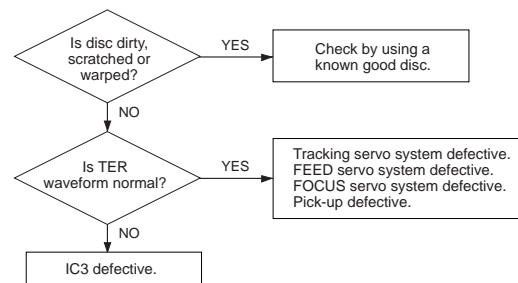 Is disc dirty,
scratched or
warped?
YES
Check by using a
known good disc.
NO
Is TER
waveform normal?
YES
Tracking servo system defective.
FEED servo system defective.
FOCUS servo system defective.
Pick-up defective.
NO
IC3 defective.